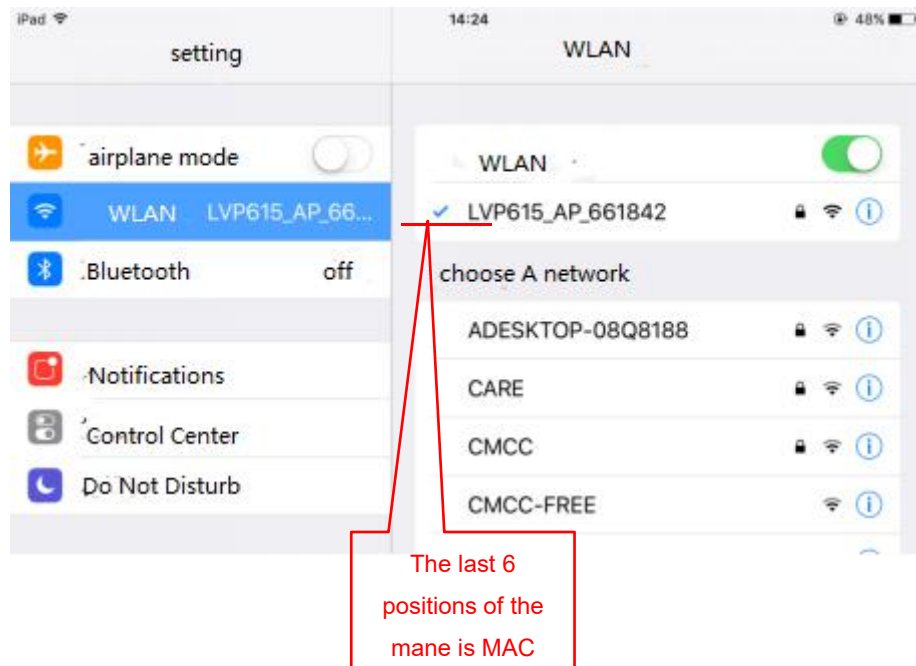 iPad
14:24
48%
setting
WLAN
airplane mode
WLAN LVP615_AP_66...
Bluetooth off
Notifications
Control Center
Do Not Disturb
WLAN
LVP615_AP_661842
choose A network
ADESKTOP-08Q8188
CARE
CMCC
CMCC-FREE
The last 6
positions of the
mane is MAC